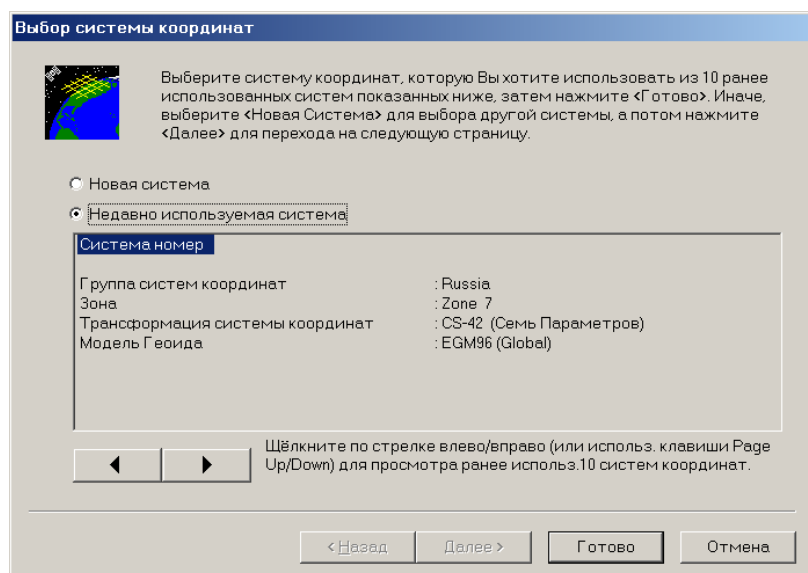 Выбор системы координат
Выберите систему координат, которую Вы хотите использовать из 10 ранее
использованных систем показанных ниже, затем нажмите <Готово>. Иначе,
выберите <Новая Система> для выбора другой системы, а потом нажмите
<Далее> для перехода на следующую страницу.
Новая система
Недавно используемая система
Система номер
Группа систем координат : Russia
Зона : Zone 7
Трансформация системы координат : CS-42 (Семь Параметров)
Модель Геоида : EGM96 (Global)
Щёлкните по стрелке влево/вправо (или использ. клавиши Page
Up/Down) для просмотра ранее использ.10 систем координат.
< Назад Далее > Готово Отмена